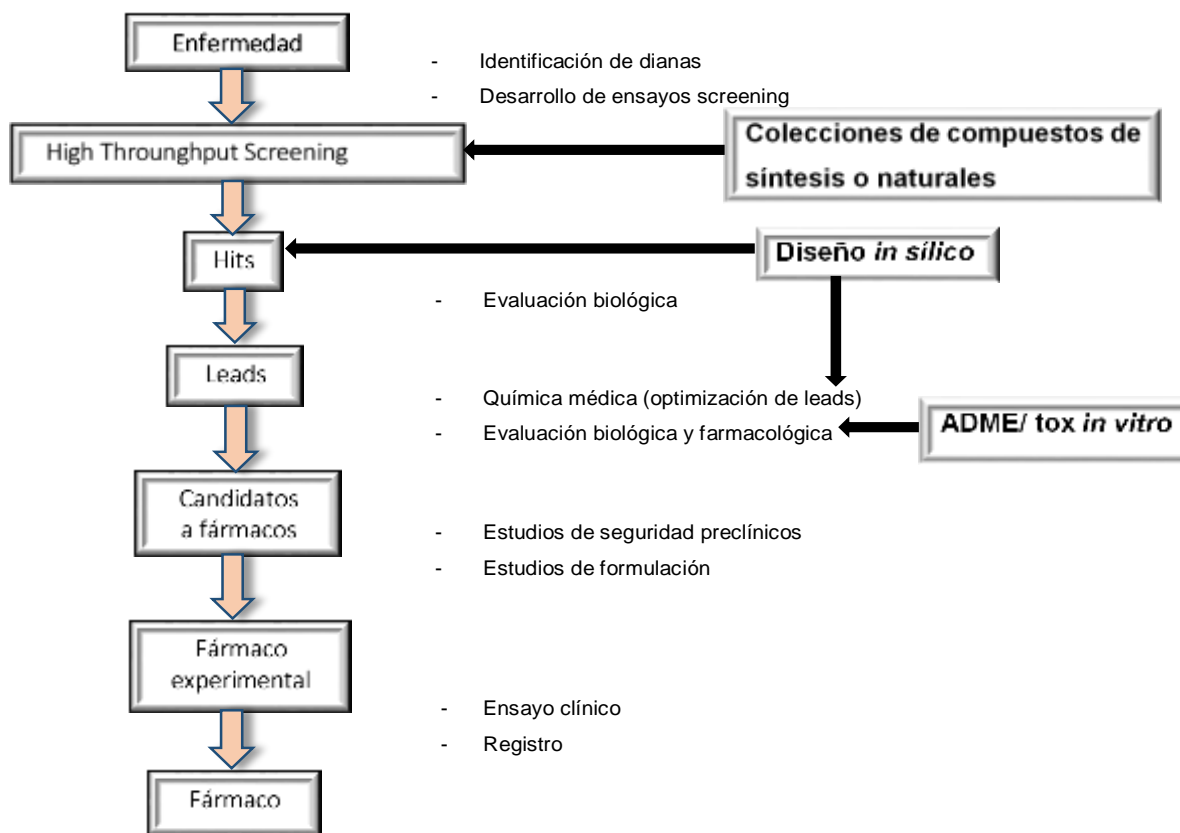 Enfermedad
- Identificación de dianas
- Desarrollo de ensayos screening
High Throunghput Screening
Colecciones de compuestos de
síntesis o naturales
Hits
Diseño in sílico
- Evaluación biológica
Leads
- Química médica (optimización de leads)
- Evaluación biológica y farmacológica
ADME/ tox in vitro
Candidatos
a fármacos
- Estudios de seguridad preclínicos
- Estudios de formulación
Fármaco
experimental
- Ensayo clínico
- Registro
Fármaco